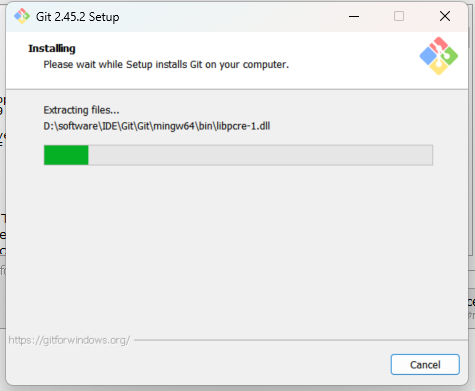 Git 2.45.2 Setup
Installing
Please wait while Setup installs Git on your computer.
Extracting files...
D:\software\IDE\Git\Git\mingw64\bin\libpcre-1.dll
https://gitforwindows.org/
Cancel